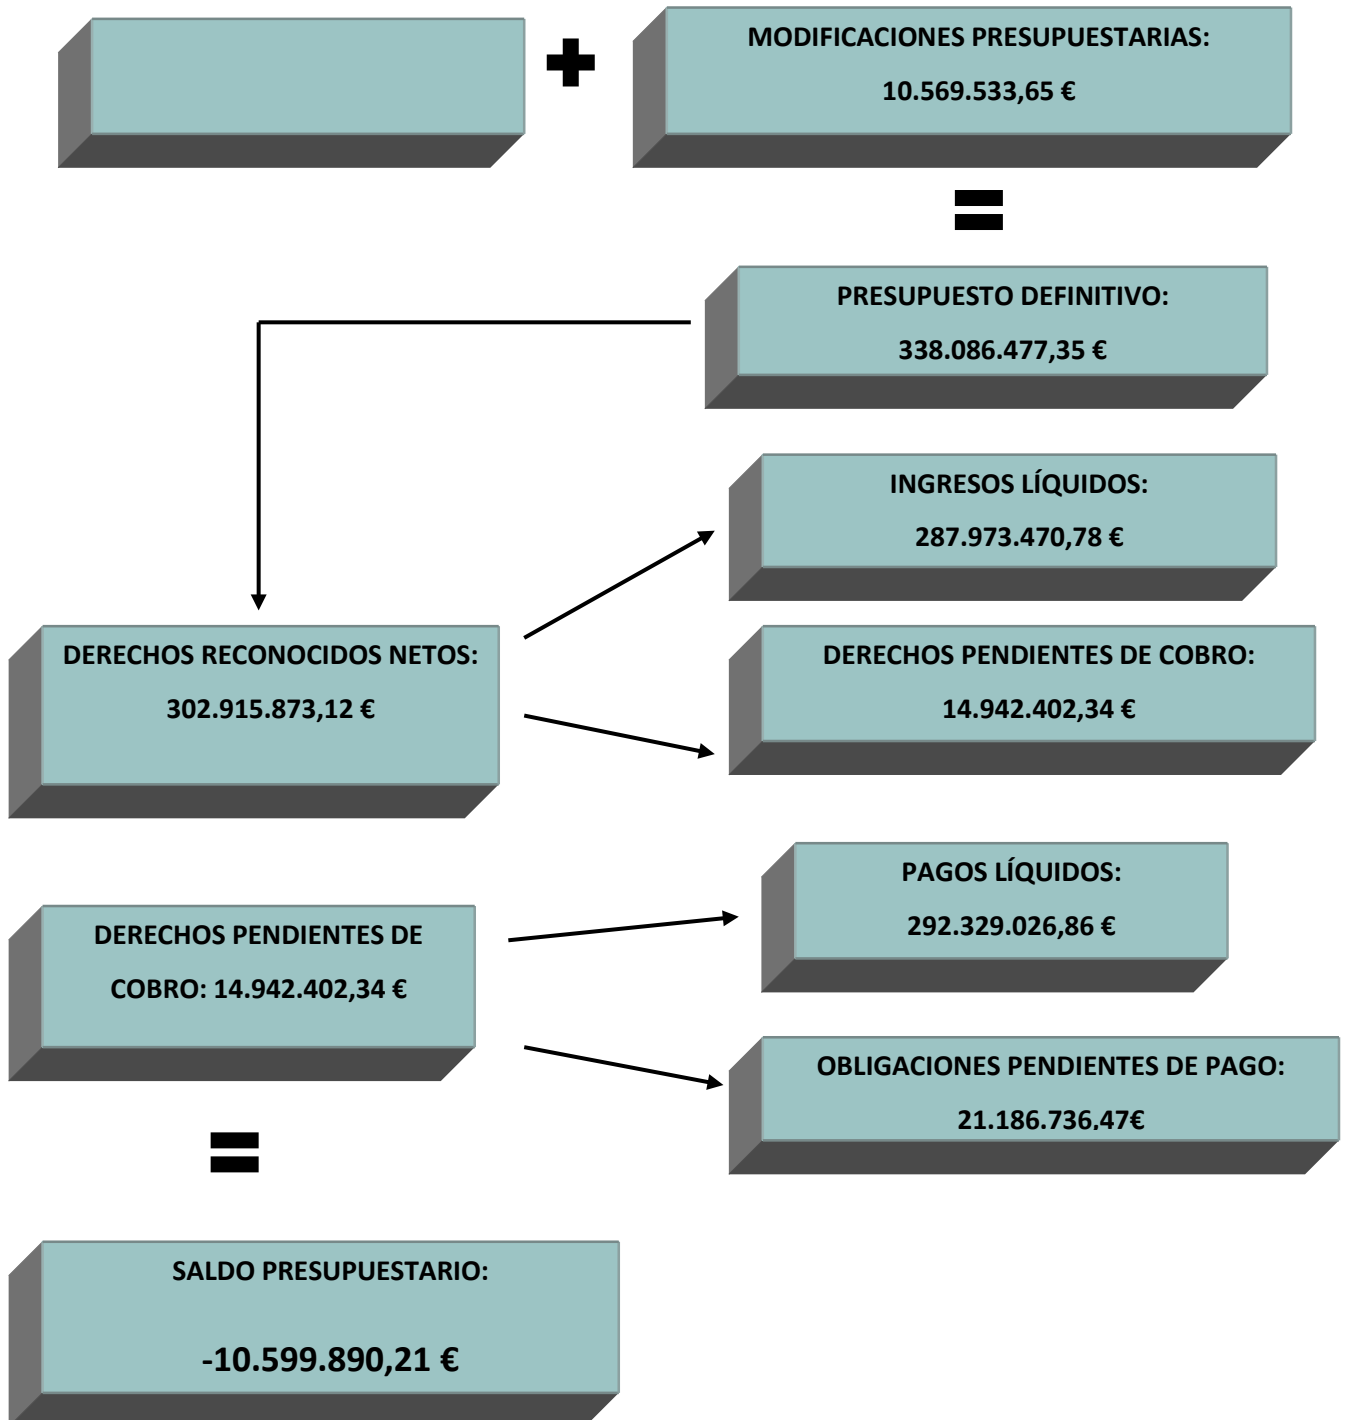 MODIFICACIONES PRESUPUESTARIAS:
10.569.533,65 €
PRESUPUESTO DEFINITIVO:
338.086.477,35 €
INGRESOS LÍQUIDOS:
287.973.470,78 €
DERECHOS RECONOCIDOS NETOS:
302.915.873,12 €
DERECHOS PENDIENTES DE COBRO:
14.942.402,34 €
PAGOS LÍQUIDOS:
292.329.026,86 €
DERECHOS PENDIENTES DE
COBRO: 14.942.402,34 €
OBLIGACIONES PENDIENTES DE PAGO:
21.186.736,47€
SALDO PRESUPUESTARIO:
-10.599.890,21 €